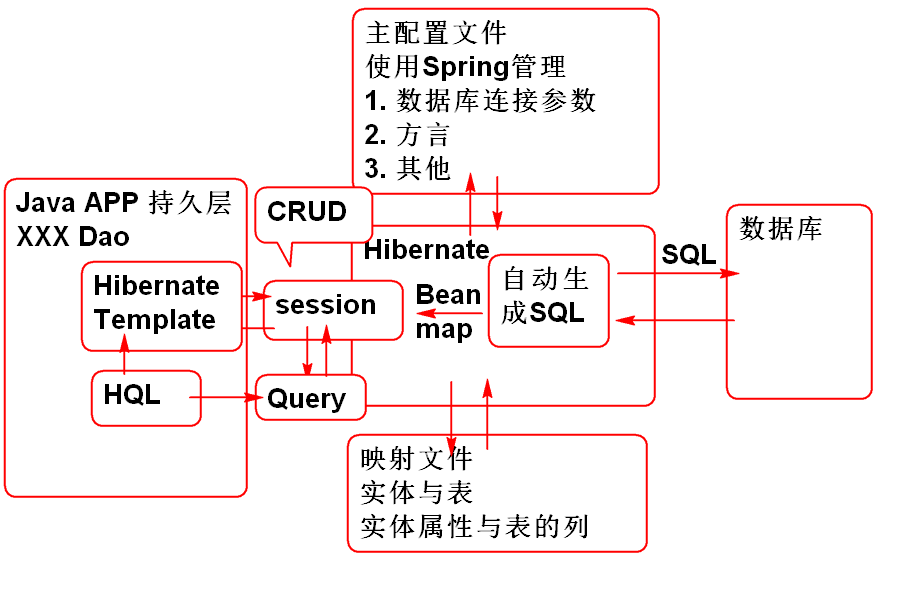 主配置文件
使用Spring管理
1. 数据库连接参数
2. 方言
3. 其他
Java APP 持久层
XXX Dao
CRUD
数据库
Hibernate
SQL
自动生
成SQL
Hibernate
Template
session
Bean
map
HQL
Query
映射文件
实体与表
实体属性与表的列